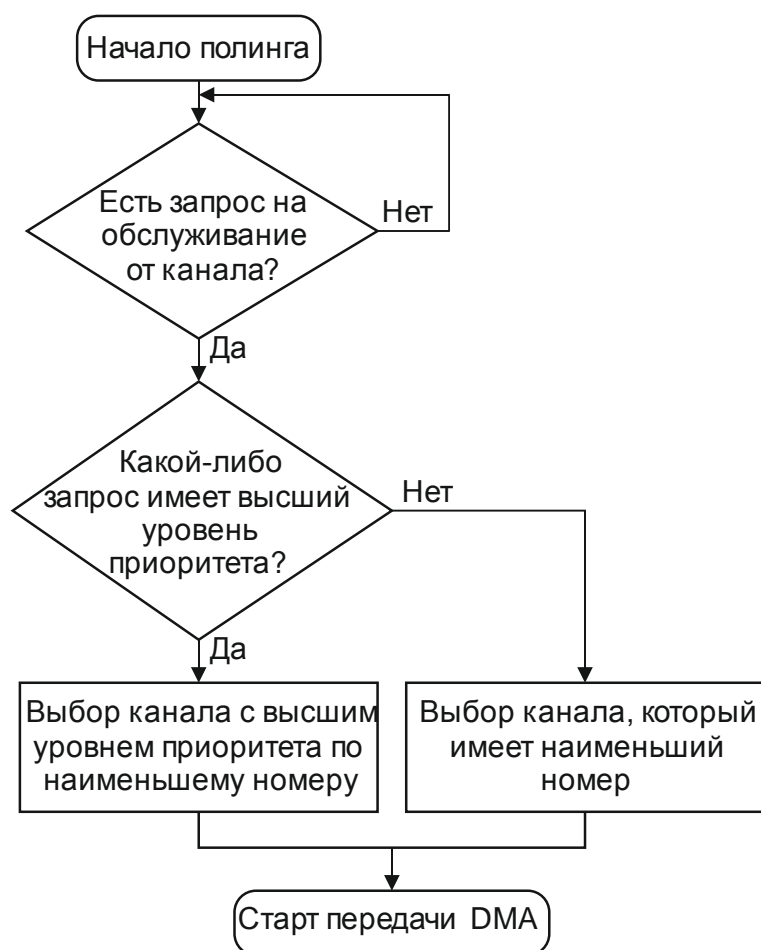 Начало полинга
Есть запрос на
обслуживание
от канала?
Нет
Да
Какой-либо
запрос имеет высший
уровень
приоритета?
Нет
Да
Выбор канала с высшим
уровнем приоритета по
наименьшему номеру
Выбор канала, который
имеет наименьший
номер
Старт передачи DMA